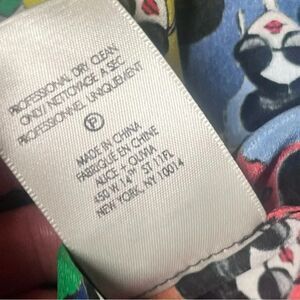 PROFESSIONAL DRY CLEAN
ONLY/NETTOYAGE A SEC
PROFESSIONNEL UNIQUEMENT
P
MADE IN CHINA
FABRIQUE EN CHINE
ALICE + OLIVIA
450 W 14TH ST 11FL
NEW YORK, NY 10014